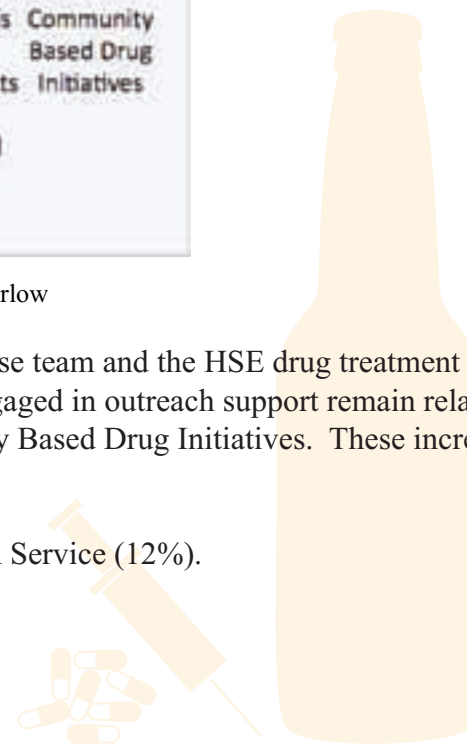 s Community
Based Drug
ts Initiatives
rlow
se team and the HSE drug treatment
gaged in outreach support remain rela
y Based Drug Initiatives. These incre
Service (12%).